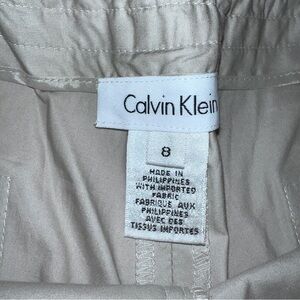 Calvin Klein
8
MADE IN
PHILIPPINES
WITH IMPORTED
FABRIC
FABRIQUE AUX
PHILIPPINES
AVEC DES
TISSUS IMPORTES